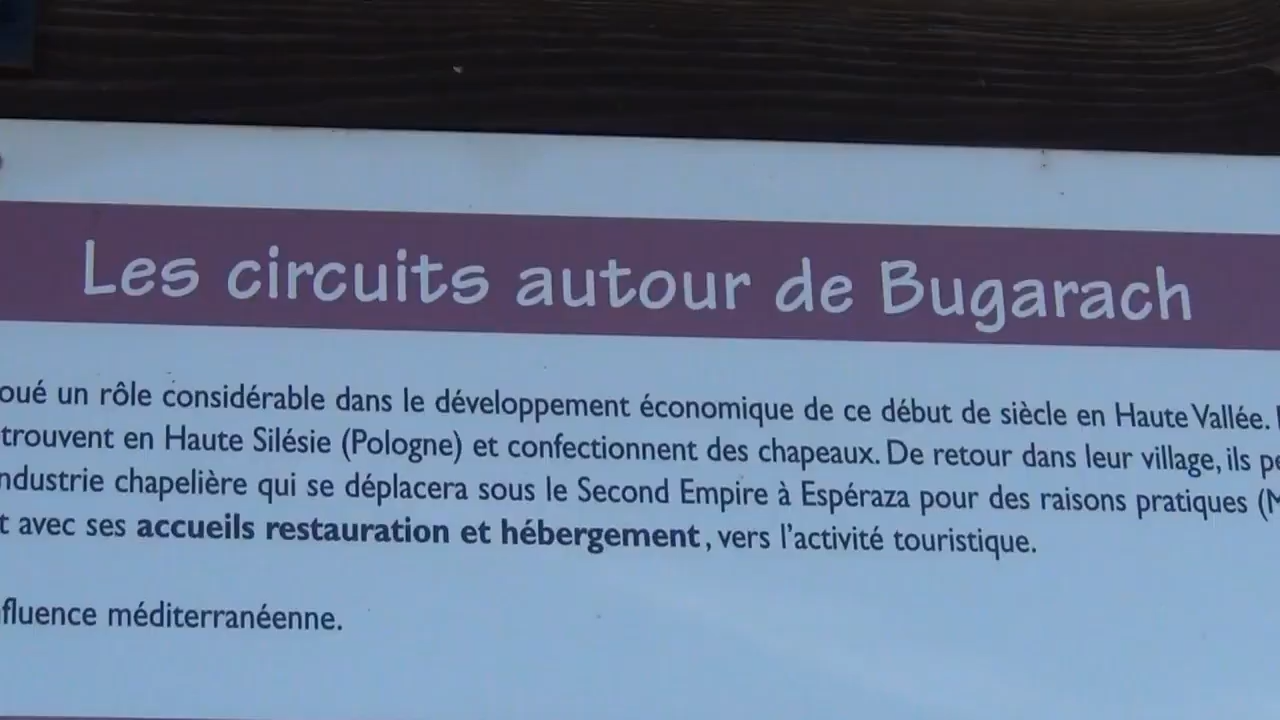 Les circuits autour de Bugarach
oué un rôle considérable dans le développement économique de ce début de siècle en Haute Vallée.
trouvent en Haute Silésie (Pologne) et confectionnent des chapeaux. De retour dans leur village, ils pe
ndustrie chapelière qui se déplacera sous le Second Empire à Espéraza pour des raisons pratiques (M
t avec ses accueils restauration et hébergement, vers l'activité touristique.
fluence méditerranéenne.